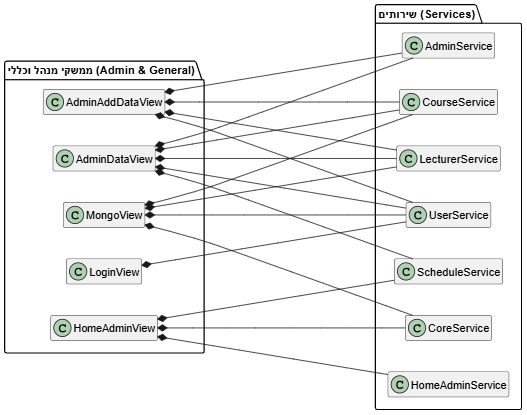 שירותים (Services)
C AdminService
ממשקי מנהל וכללי (Admin & General)
C AdminAddDataView
C CourseService
C AdminDataView
C LecturerService
C MongoView
C UserService
C LoginView
C ScheduleService
C HomeAdminView
C CoreService
C HomeAdminService